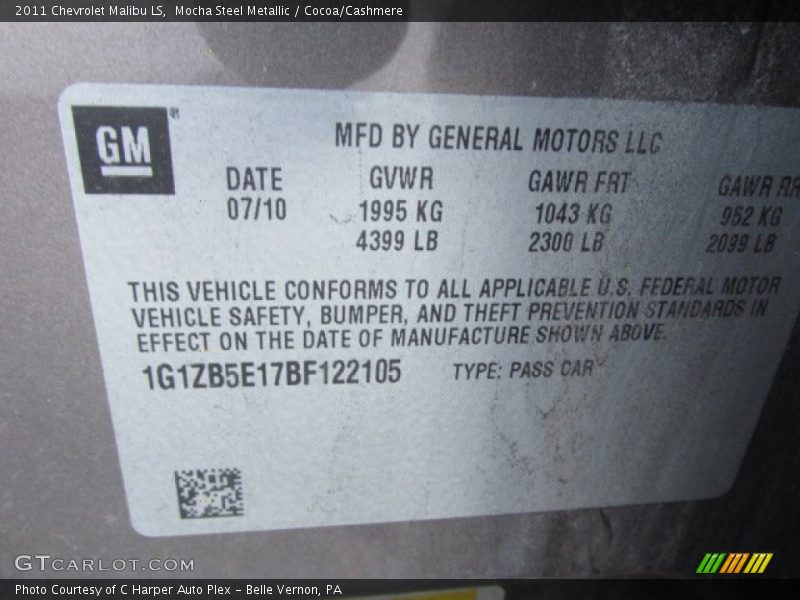 2011 Chevrolet Malibu LS,  Mocha Steel Metallic / Cocoa/Cashmere
GM®
MFD BY GENERAL MOTORS LLC
DATE GVWR GAWR FRT GAWR RR
07/10 1995 KG 1043 KG 952 KG
4399 LB 2300 LB 2099 LB
THIS VEHICLE CONFORMS TO ALL APPLICABLE U.S. FEDERAL MOTOR
VEHICLE SAFETY, BUMPER, AND THEFT PREVENTION STANDARDS IN
EFFECT ON THE DATE OF MANUFACTURE SHOWN ABOVE.
1G1ZB5E17BF122105 TYPE: PASS CAR
GTCARLOT.COM
Photo Courtesy of C Harper Auto Plex - Belle Vernon, PA